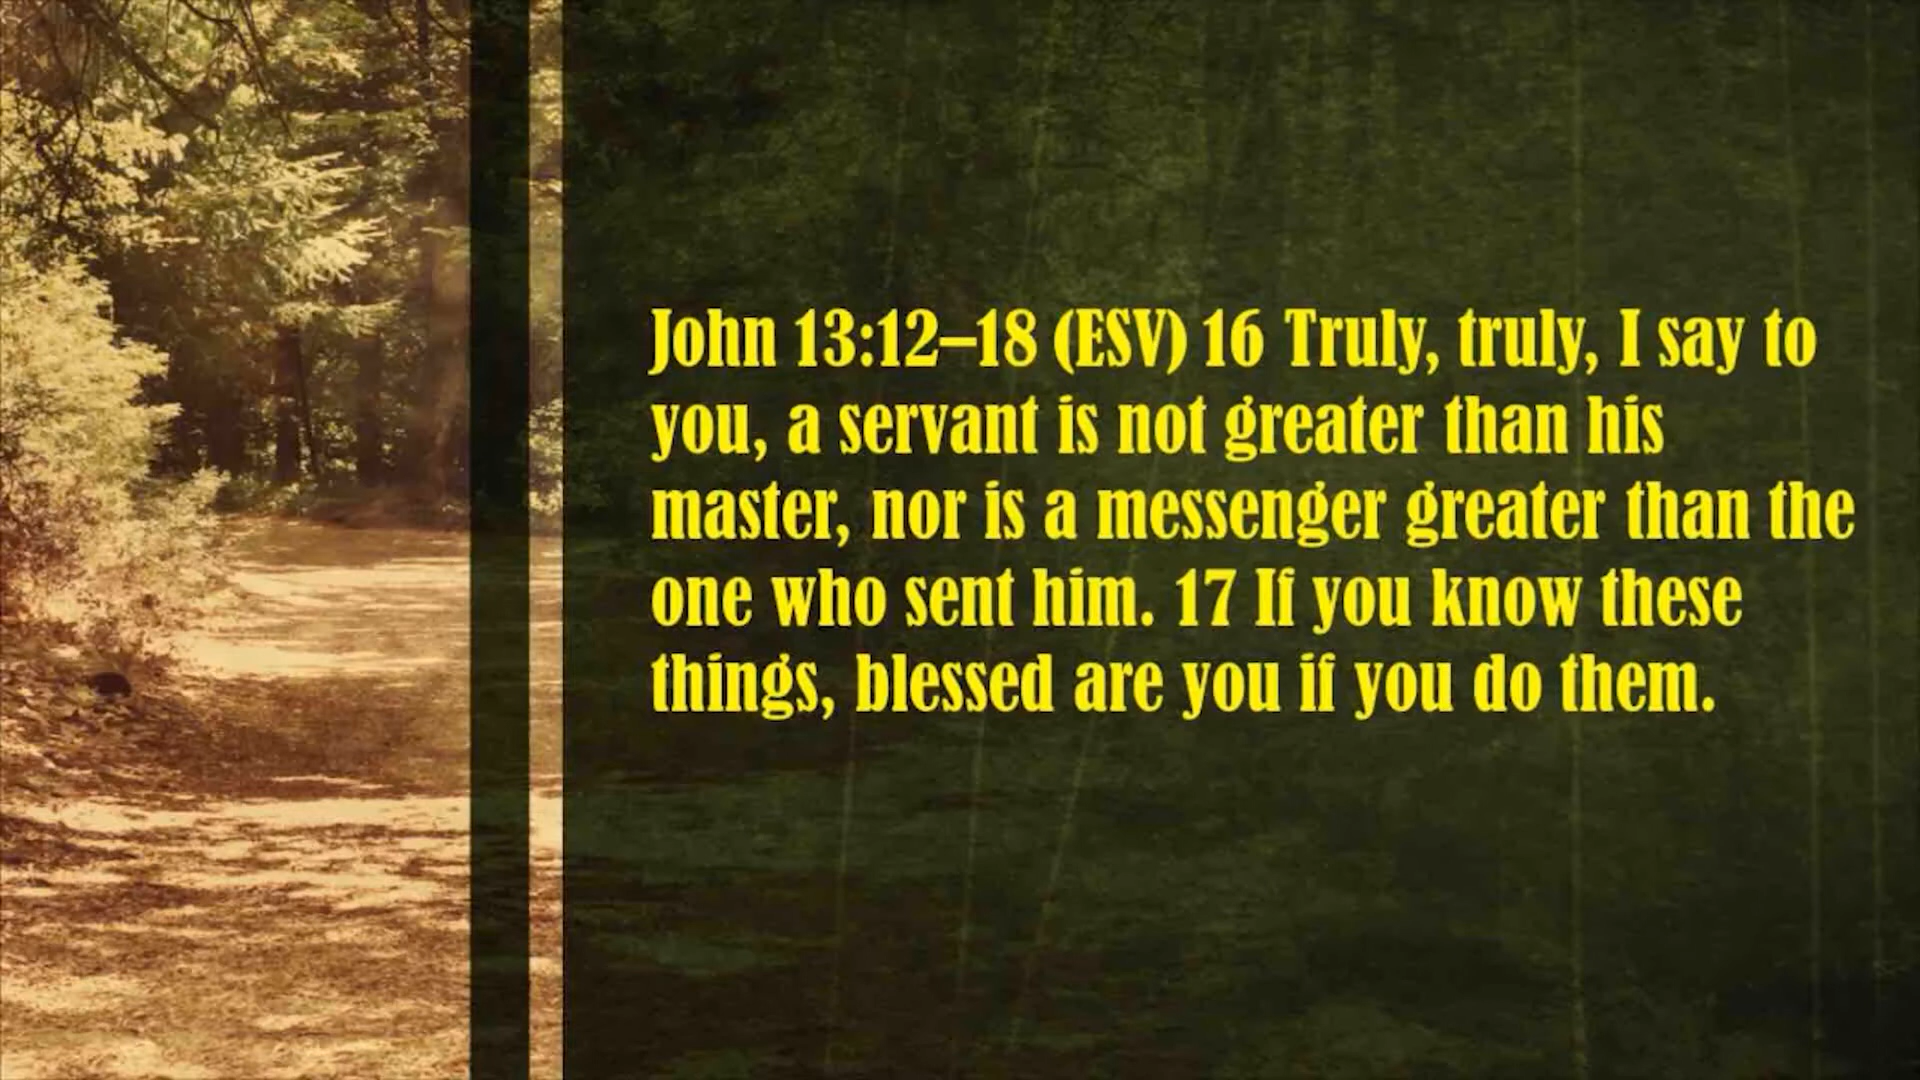 John 13:12–18 (ESV) 16 Truly, truly, I say to
you, a servant is not greater than his
master, nor is a messenger greater than the
one who sent him. 17 If you know these
things, blessed are you if you do them.